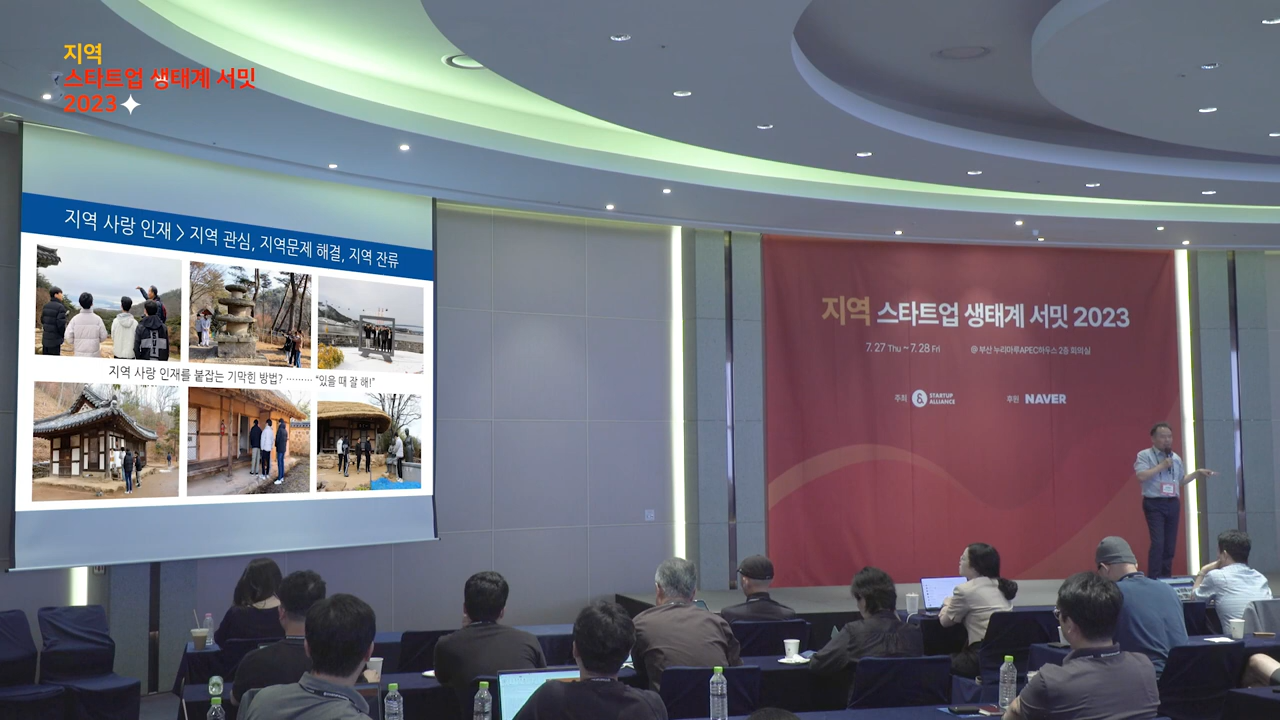 지역
스타트업 생태계 서밋
2023
지역 사랑 인재 > 지역 관심, 지역문제 해결, 지역 잔류
지역 사랑 인재를 붙잡는 기막힌 방법? ········· “있을 때 잘 해!”
지역 스타트업 생태계 서밋 2023
7. 27 Thu ~ 7. 28 Fri @ 부산 누리마루APEC하우스 2층 회의실
주최 STARTUP ALLIANCE 후원 NAVER